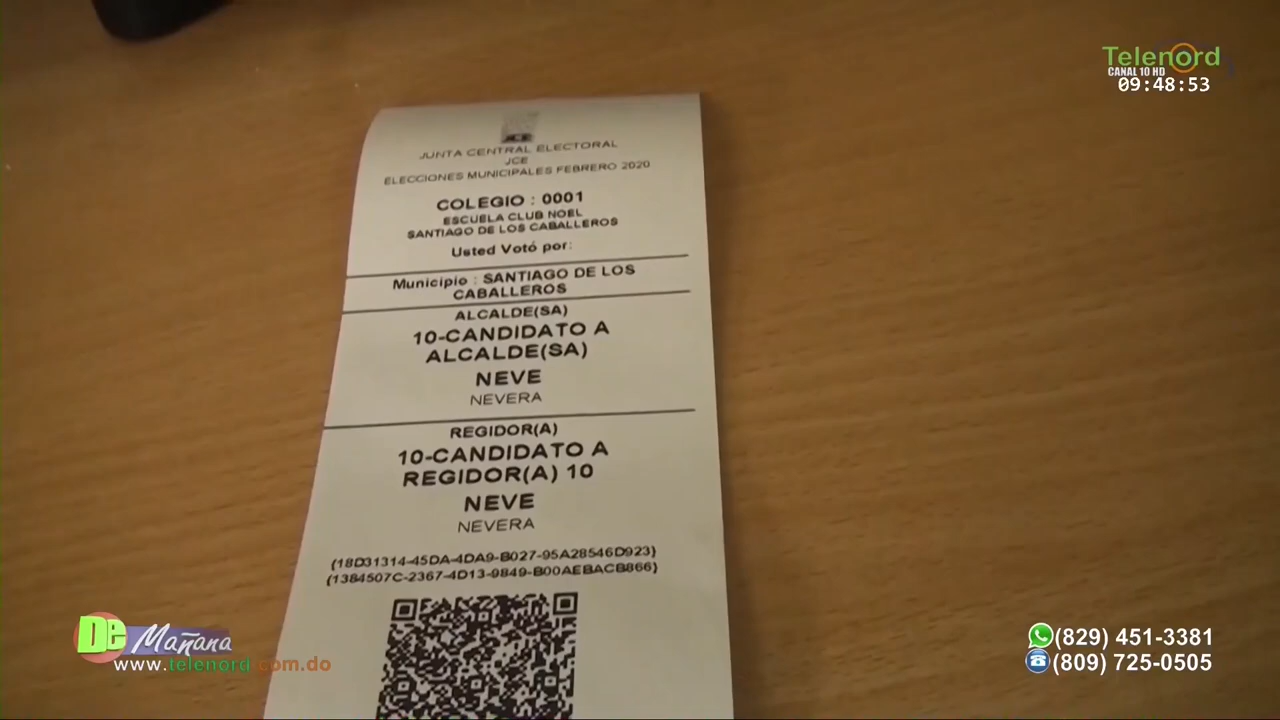 Telenord
CANAL 10 HD
09:48:53
JCE
JUNTA CENTRAL ELECTORAL
JCE
ELECCIONES MUNICIPALES FEBRERO 2020
COLEGIO : 0001
ESCUELA CLUB NOEL
SANTIAGO DE LOS CABALLEROS
Usted Votó por:
Municipio : SANTIAGO DE LOS
CABALLEROS
ALCALDE(SA)
10-CANDIDATO A
ALCALDE(SA)
NEVE
NEVERA
REGIDOR(A)
10-CANDIDATO A
REGIDOR(A) 10
NEVE
NEVERA
{18D31314-45DA-4DA9-B027-95A28546D923}
{1384507C-2367-4D13-9849-B00AEBACB866}
De Mañana
www.telenord.com.do
(829) 451-3381
(809) 725-0505